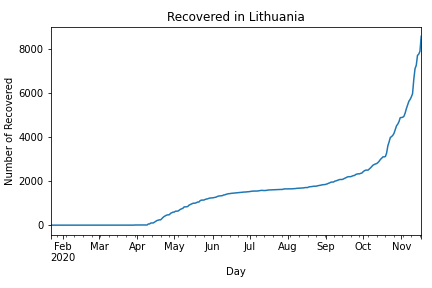 Recovered in Lithuania
Number of Recovered
8000
6000
4000
2000
0
Feb Mar Apr May Jun Jul Aug Sep Oct Nov
2020
Day